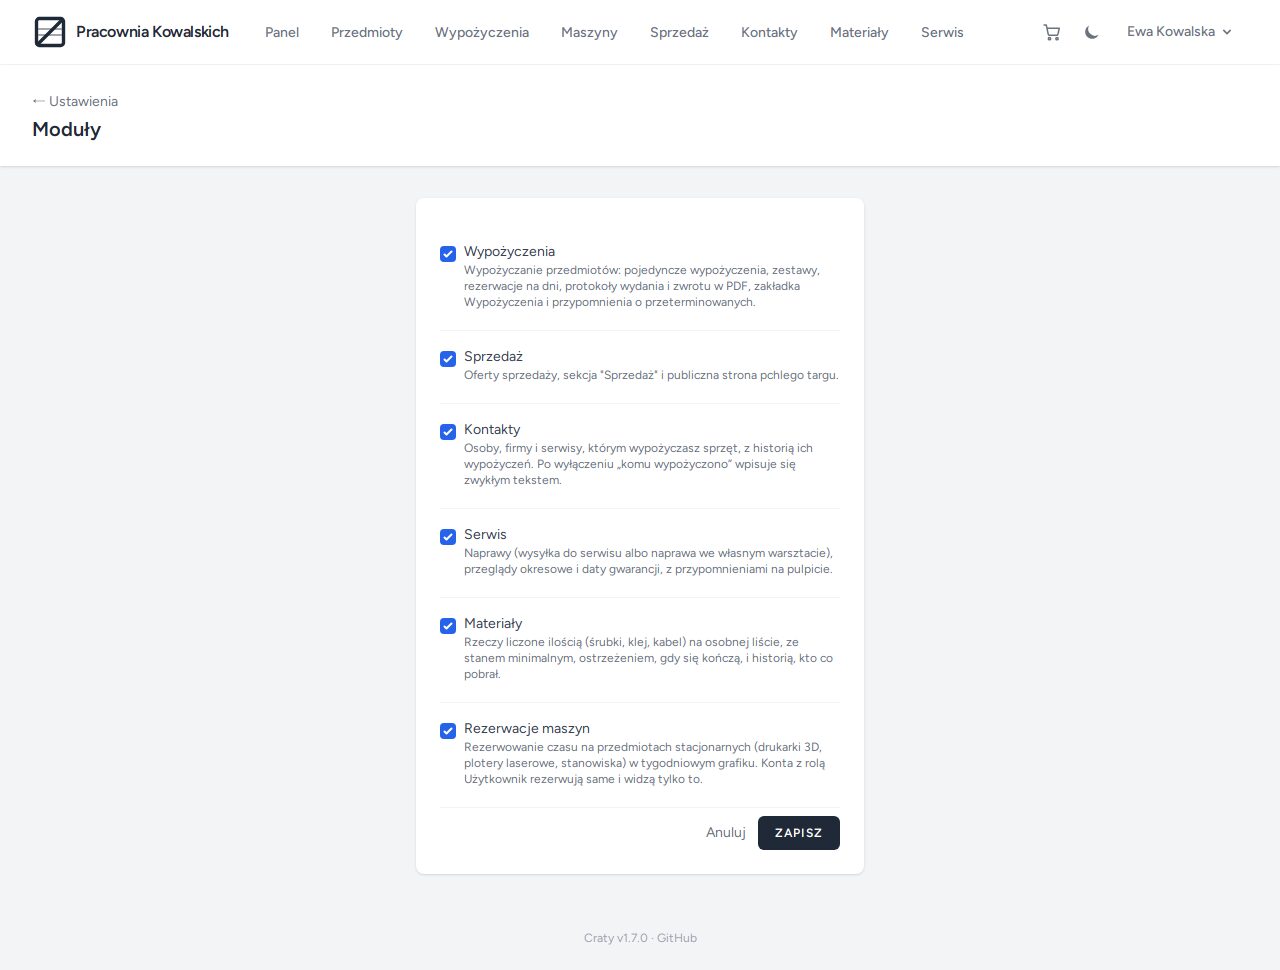 Pracownia Kowalskich
Panel
Przedmioty
Wypożyczenia
Maszyny
Sprzedaż
Kontakty
Materiały
Serwis
Ewa Kowalska
← Ustawienia
Moduły
Wypożyczenia
Wypożyczanie przedmiotów: pojedyncze wypożyczenia, zestawy,
rezerwacje na dni, protokoły wydania i zwrotu w PDF, zakładka
Wypożyczenia i przypomnienia o przeterminowanych.
Sprzedaż
Oferty sprzedaży, sekcja "Sprzedaż" i publiczna strona pchlego targu.
Kontakty
Osoby, firmy i serwisy, którym wypożyczasz sprzęt, z historią ich
wypożyczeń. Po wyłączeniu „komu wypożyczono” wpisuje się
zwykłym tekstem.
Serwis
Naprawy (wysyłka do serwisu albo naprawa we własnym warsztacie),
przeglądy okresowe i daty gwarancji, z przypomnieniami na pulpicie.
Materiały
Rzeczy liczone ilością (śrubki, klej, kabel) na osobnej liście, ze
stanem minimalnym, ostrzeżeniem, gdy się kończą, i historią, kto co
pobrał.
Rezerwacje maszyn
Rezerwowanie czasu na przedmiotach stacjonarnych (drukarki 3D,
plotery laserowe, stanowiska) w tygodniowym grafiku. Konta z rolą
Użytkownik rezerwują same i widzą tylko to.
Anuluj
ZAPISZ
Craty v1.7.0 · GitHub